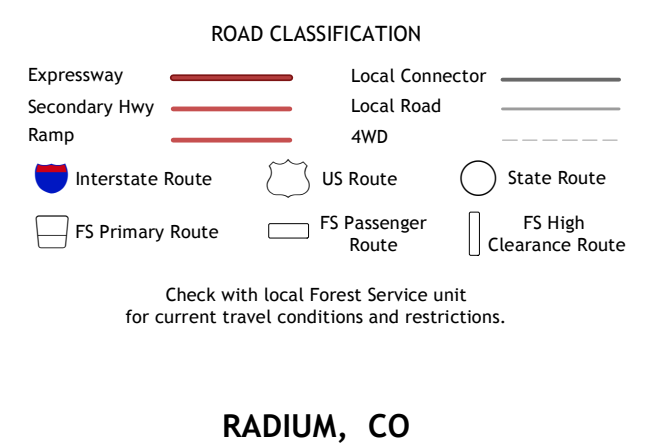 ROAD CLASSIFICATION
Expressway
Local Connector
Secondary Hwy
Local Road
Ramp
4WD
Interstate Route
US Route
State Route
FS Primary Route
FS Passenger
Route
FS High
Clearance Route
Check with local Forest Service unit
for current travel conditions and restrictions.
RADIUM, CO